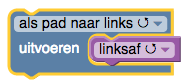 als pad naar links ↺
uitvoeren linksaf ↺